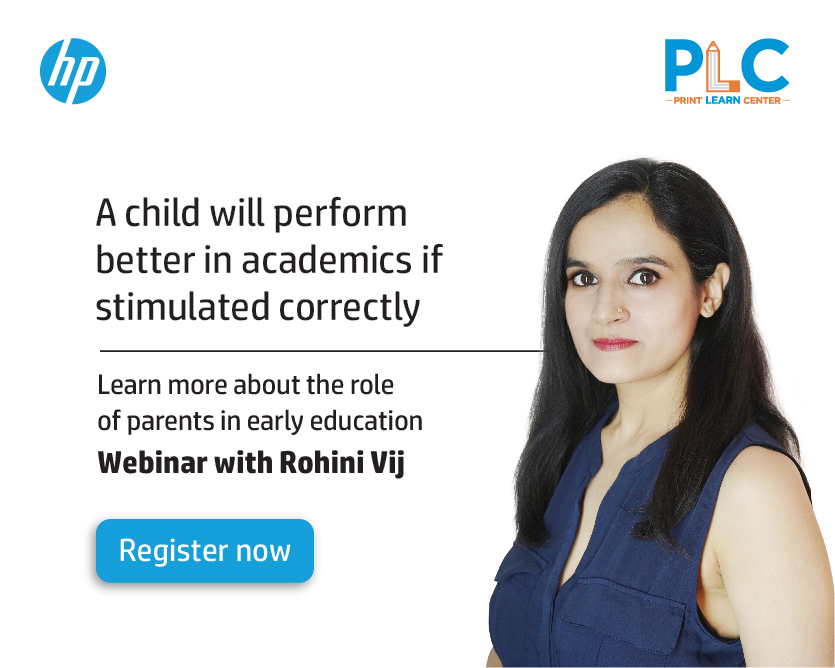 hp
PLC
PRINT LEARN CENTER
A child will perform
better in academics if
stimulated correctly
Learn more about the role
of parents in early education
Webinar with Rohini Vij
Register now